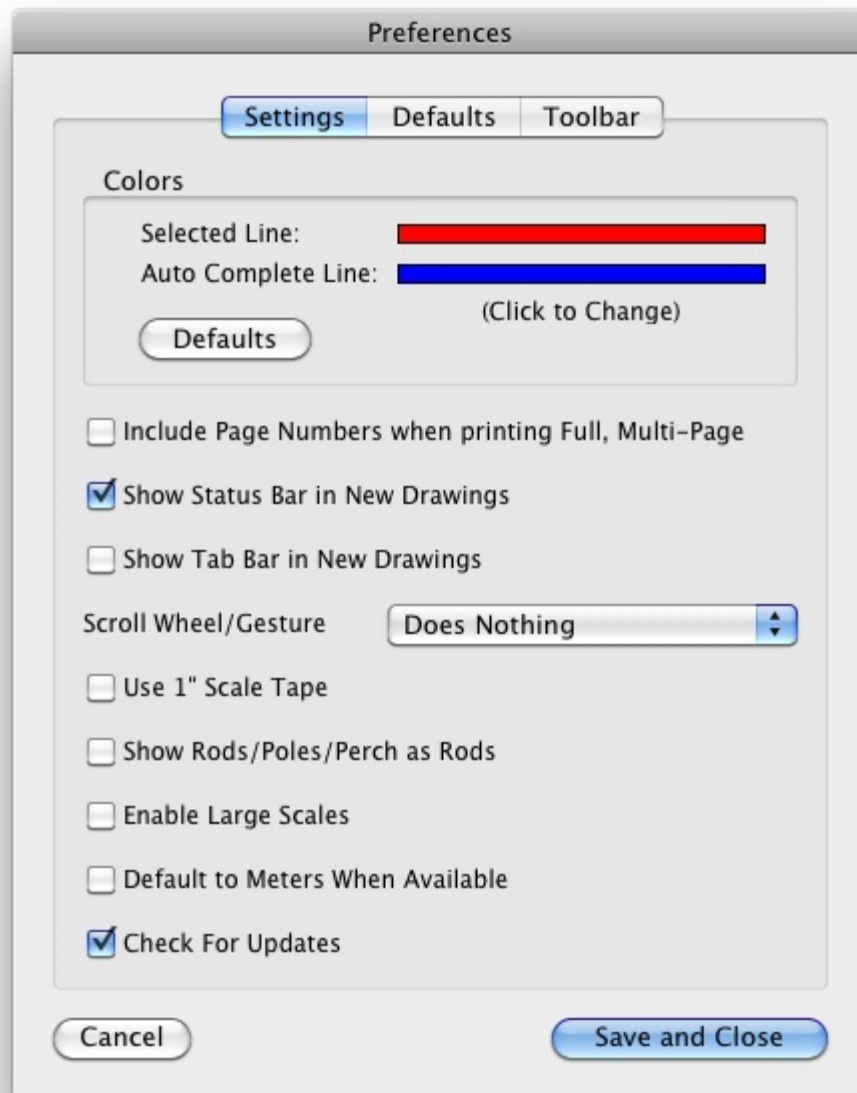 Preferences
Settings Defaults Toolbar
Colors
Selected Line:
Auto Complete Line:
(Click to Change)
Defaults
Include Page Numbers when printing Full, Multi-Page
Show Status Bar in New Drawings
Show Tab Bar in New Drawings
Scroll Wheel/Gesture Does Nothing
Use 1" Scale Tape
Show Rods/Poles/Perch as Rods
Enable Large Scales
Default to Meters When Available
Check For Updates
Cancel Save and Close